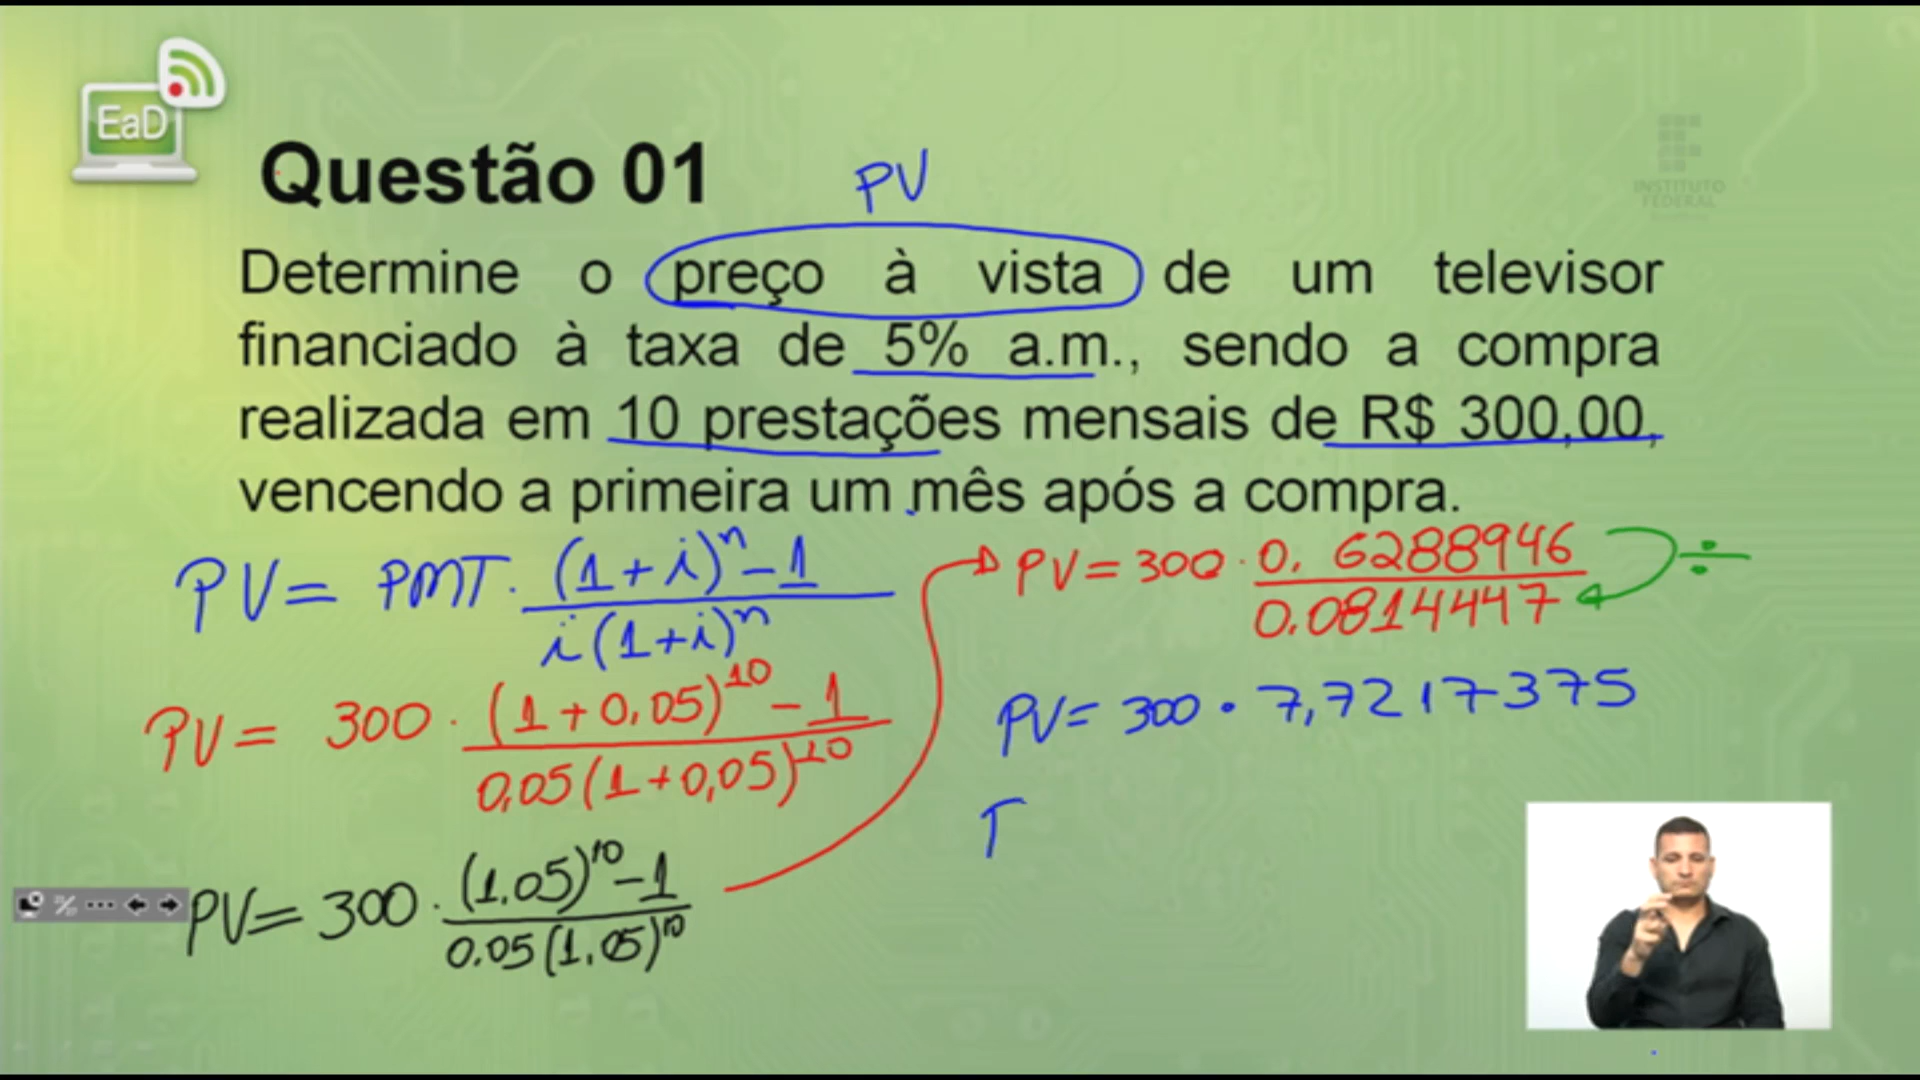 EaD
INSTITUTO
FEDERAL
Questão 01
PV
Determine o preço à vista de um televisor
financiado à taxa de 5% a.m., sendo a compra
realizada em 10 prestações mensais de R$ 300,00,
vencendo a primeira um mês após a compra.
PV = PMT · (1+i)^n - 1
i(1+i)^n
PV = 300 · (1+0,05)^10 - 1
0,05(1+0,05)^10
PV = 300 · (1.05)^10 - 1
0.05(1.05)^10
PV = 300 · 0.6288946
0.0814447
÷
PV = 300 · 7,7217375